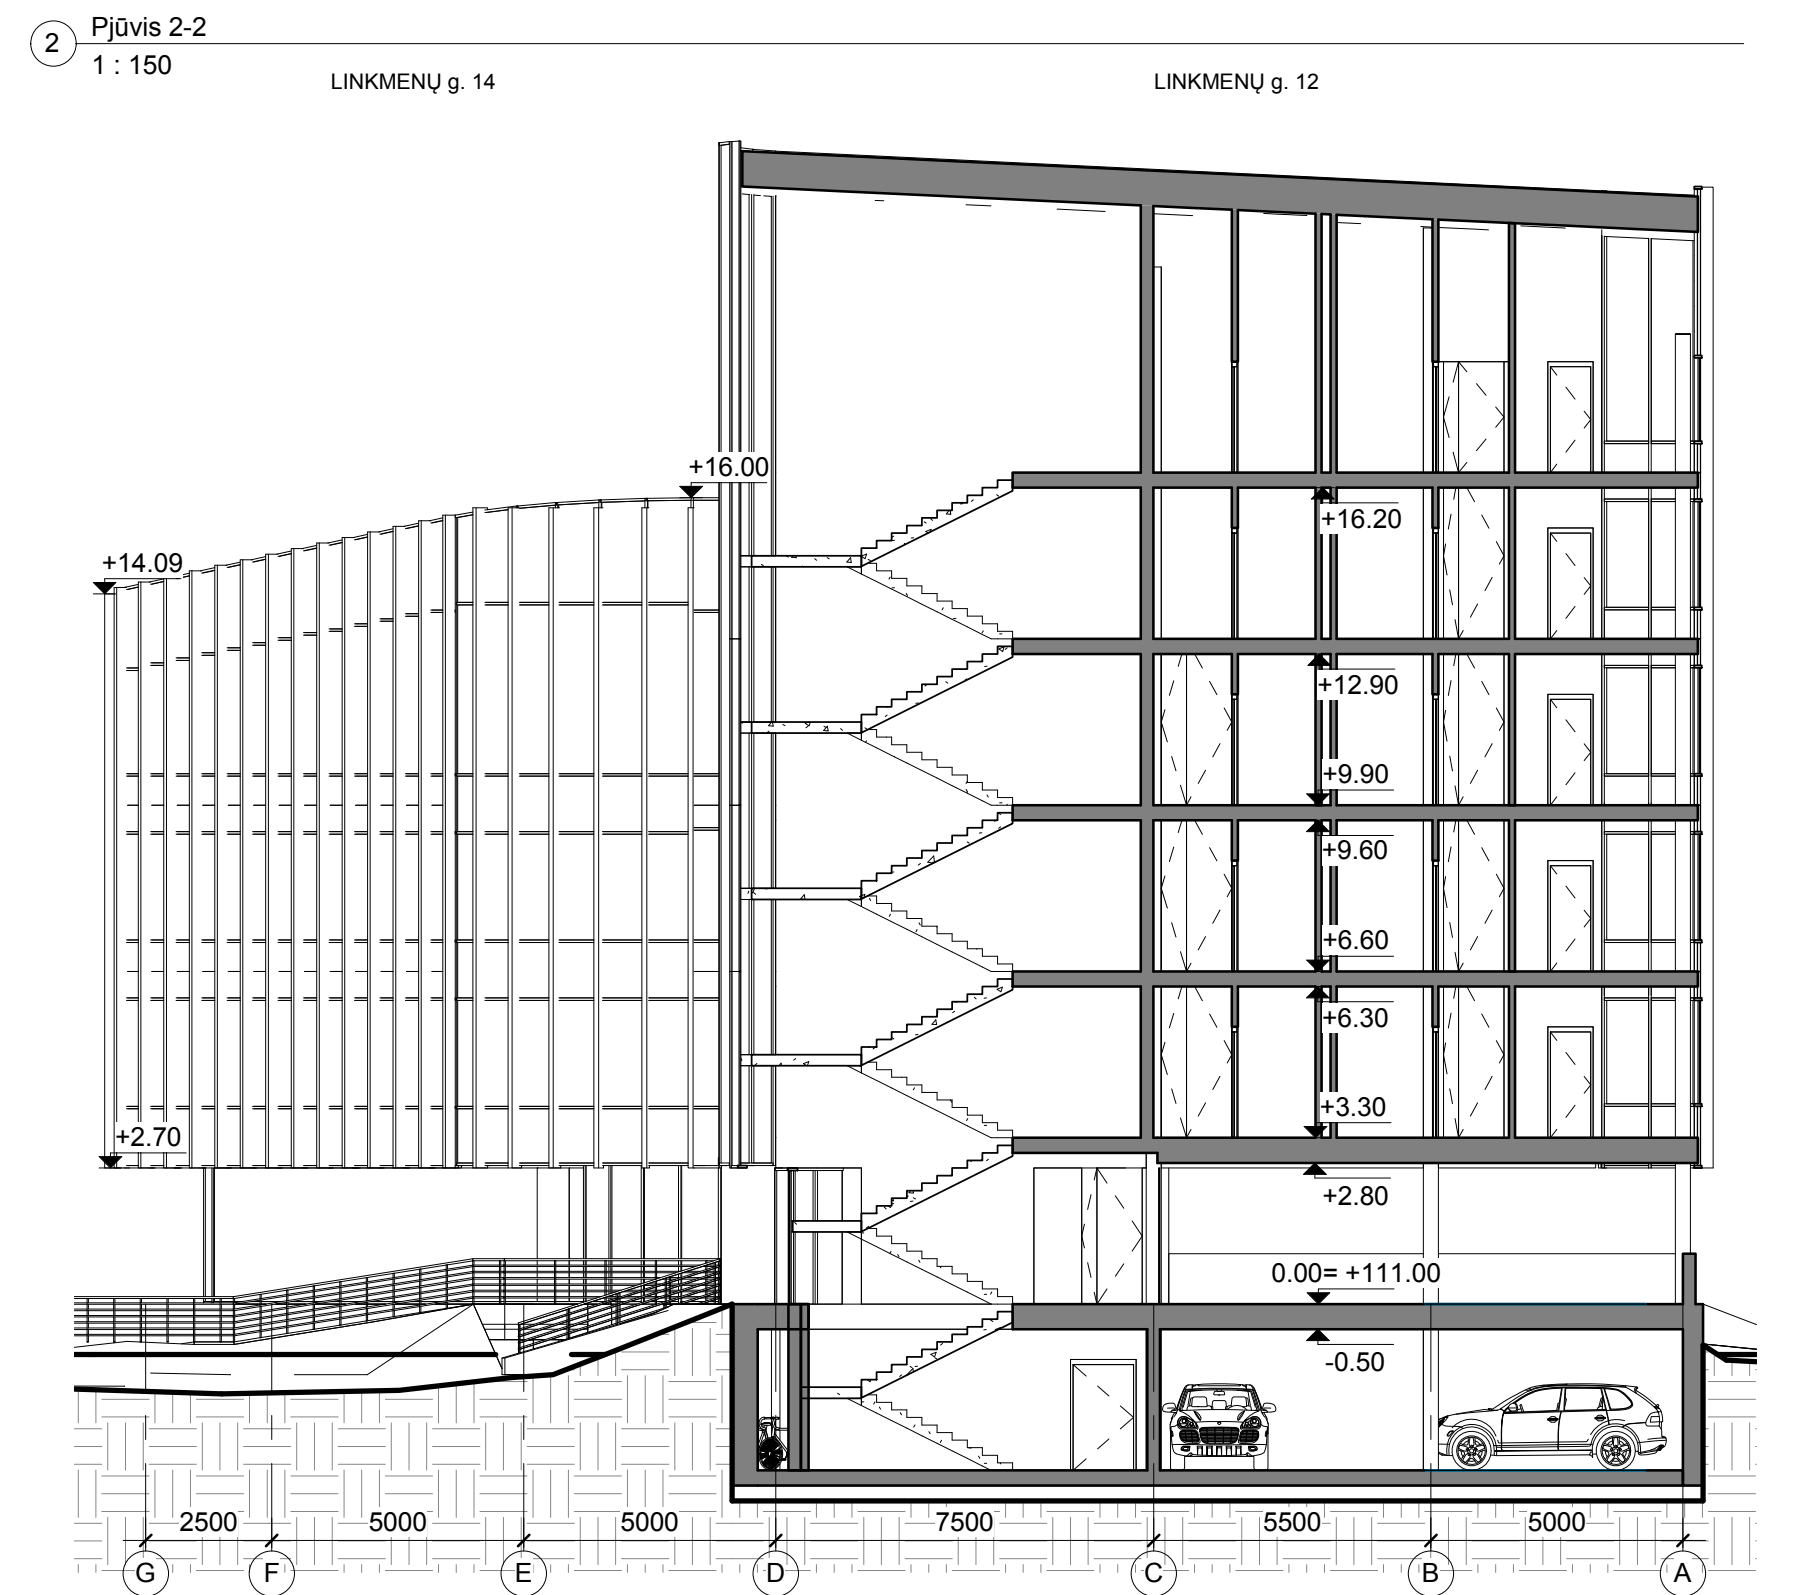 2 Pjūvis 2-2
1 : 150
LINKMENŲ g. 14 LINKMENŲ g. 12
+16.00
+16.20
+14.09
+12.90
+9.90
+9.60
+6.60
+6.30
+3.30
+2.70
+2.80
0.00= +111.00
-0.50
2500 5000 5000 7500 5500 5000
G F E D C B A